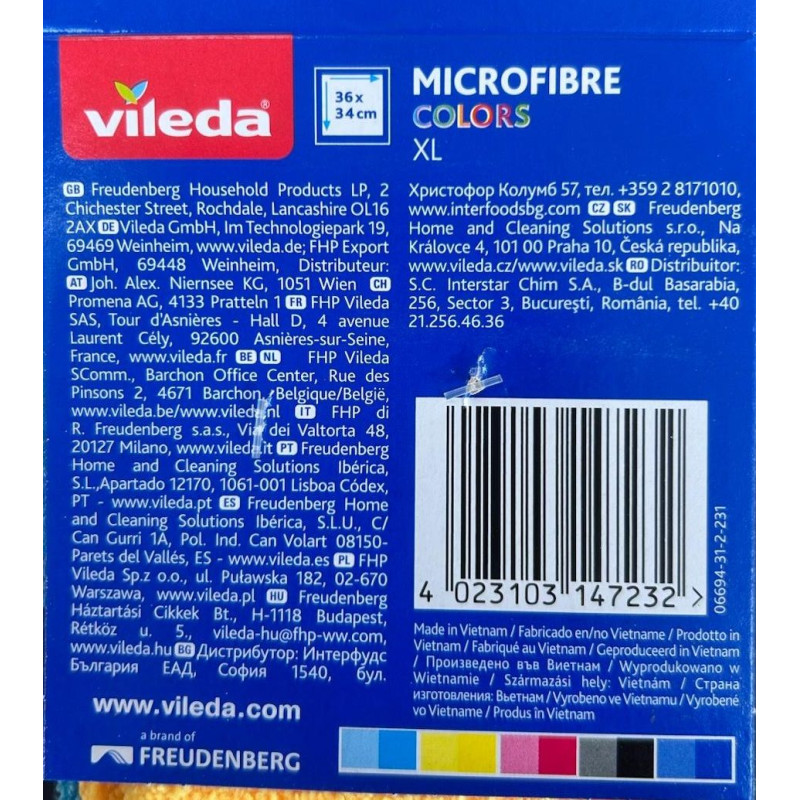 vileda®
36 x
34 cm
MICROFIBRE
COLORS
XL
GB Freudenberg Household Products LP, 2
Chichester Street, Rochdale, Lancashire OL16
2AX DE Vileda GmbH, Im Technologiepark 19,
69469 Weinheim, www.vileda.de; FHP Export
GmbH, 69448 Weinheim, Distributeur:
AT Joh. Alex. Niernsee KG, 1051 Wien CH
Promena AG, 4133 Pratteln 1 FR FHP Vileda
SAS, Tour d'Asnières - Hall D, 4 avenue
Laurent Cély, 92600 Asnières-sur-Seine,
France, www.vileda.fr BE NL FHP Vileda
SComm., Barchon Office Center, Rue des
Pinsons 2, 4671 Barchon, Belgique/België,
www.vileda.be/www.vileda.nl IT FHP di
R. Freudenberg s.a.s., Via dei Valtorta 48,
20127 Milano, www.vileda.it PT Freudenberg
Home and Cleaning Solutions Ibérica,
S.L.,Apartado 12170, 1061-001 Lisboa Códex,
PT - www.vileda.pt ES Freudenberg Home
and Cleaning Solutions Ibérica, S.L.U., C/
Can Gurri 1A, Pol. Ind. Can Volart 08150-
Parets del Vallés, ES - www.vileda.es PL FHP
Vileda Sp.z o.o., ul. Puławska 182, 02-670
Warszawa, www.vileda.pl HU Freudenberg
Háztartási Cikkek Bt., H-1118 Budapest,
Rétköz u. 5., vileda-hu@fhp-ww.com,
www.vileda.hu BG Дистрибутор: Интерфудс
България ЕАД, София 1540, бул.
Христофор Колумб 57, тел. +359 2 8171010,
www.interfoodsbg.com CZ SK Freudenberg
Home and Cleaning Solutions s.r.o., Na
Královce 4, 101 00 Praha 10, Česká republika,
www.vileda.cz/www.vileda.sk RO Distribuitor:
S.C. Interstar Chim S.A., B-dul Basarabia,
256, Sector 3, Bucureşti, România, tel. +40
21.256.46.36
4 023103 147232 >
06694-31-2-231
Made in Vietnam / Fabricado en/no Vietname / Prodotto in
Vietnam / Fabriqué au Vietnam / Geproduceerd in Vietnam
/ Произведено във Виетнам / Wyprodukowano w
Wietnamie / Származási hely: Vietnám / Страна
изготовления: Вьетнам / Vyrobeno ve Vietnamu / Vyrobené
vo Vietname / Produs in Vietnam
www.vileda.com
a brand of
FREUDENBERG